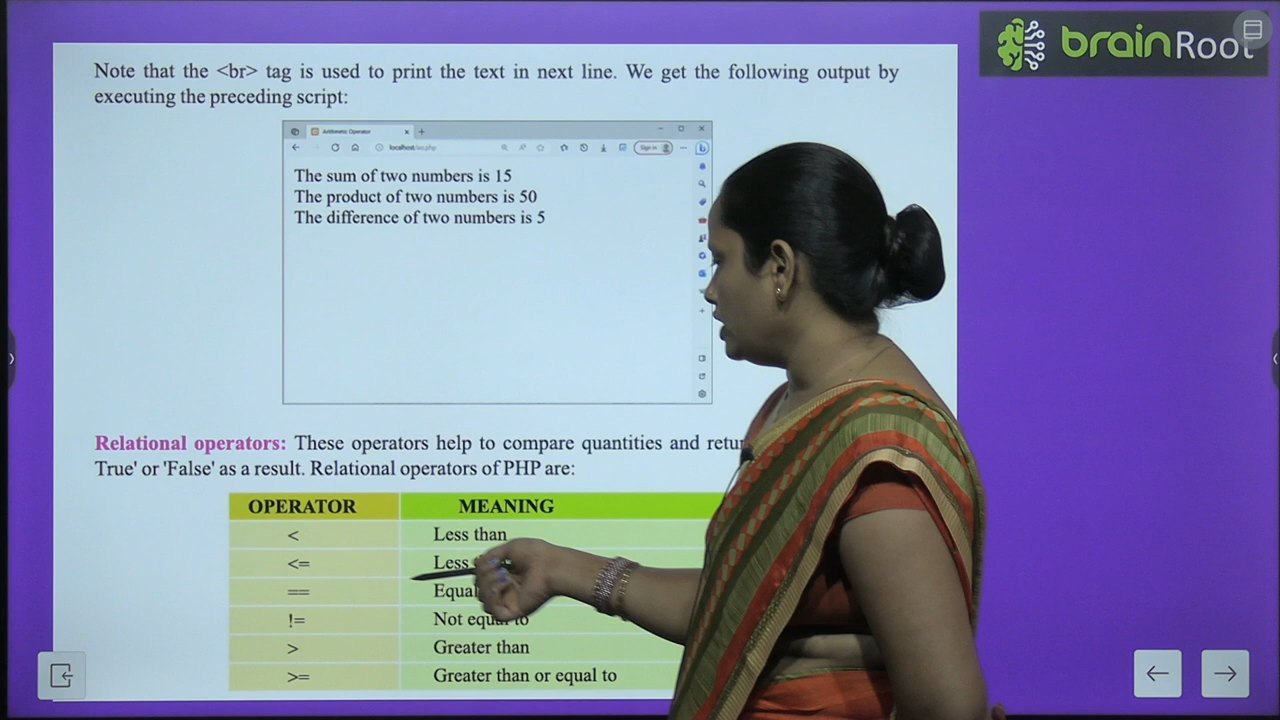 brainRoot
Note that the <br> tag is used to print the text in next line. We get the following output by
executing the preceding script:
Arithmetic Operator
localhost/ao.php
Sign in
The sum of two numbers is 15
The product of two numbers is 50
The difference of two numbers is 5
Relational operators: These operators help to compare quantities and
True' or 'False' as a result. Relational operators of PHP are:
OPERATOR MEANING
< Less than
<= Less
==
!= Not equal to
> Greater than
>= Greater than or equal to